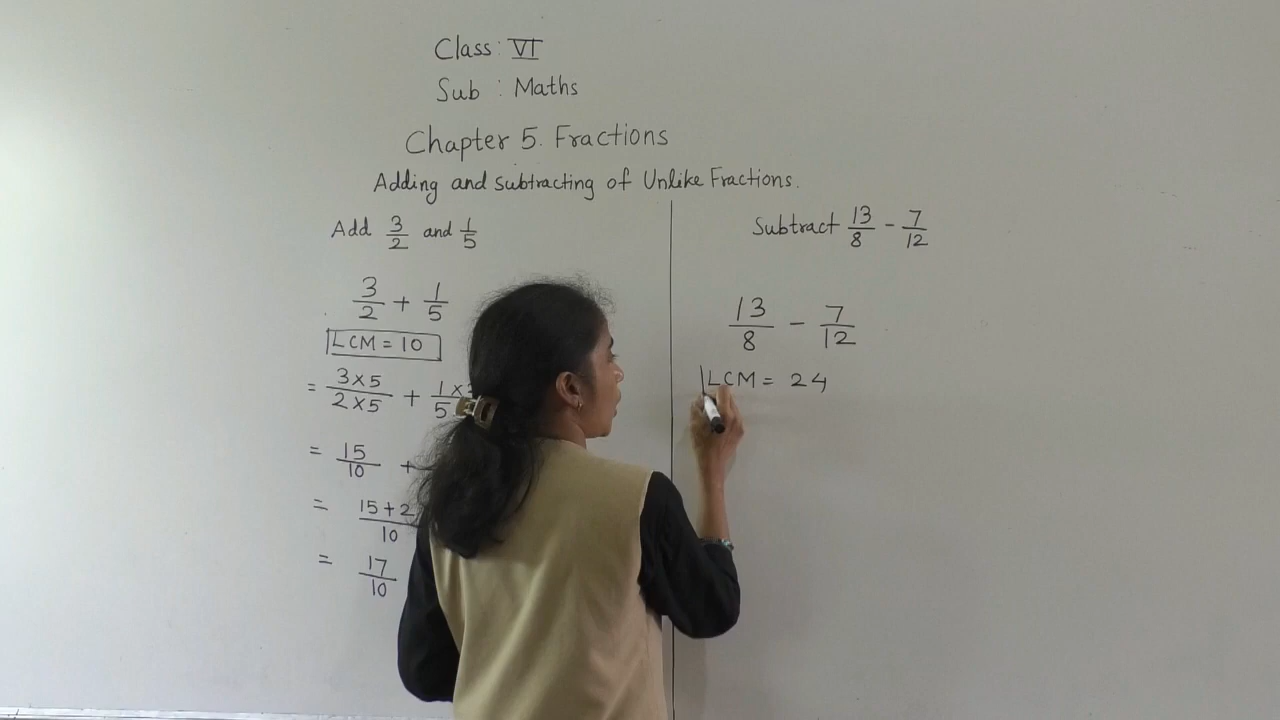 Class: VI
Sub : Maths
Chapter 5. Fractions
Adding and subtracting of Unlike Fractions.
Add 3/2 and 1/5
3/2 + 1/5
LCM = 10
= 3×5/2×5 + 1×/5
= 15/10 +
= 15+2/10
= 17/10
Subtract 13/8 - 7/12
13/8 - 7/12
LCM = 24